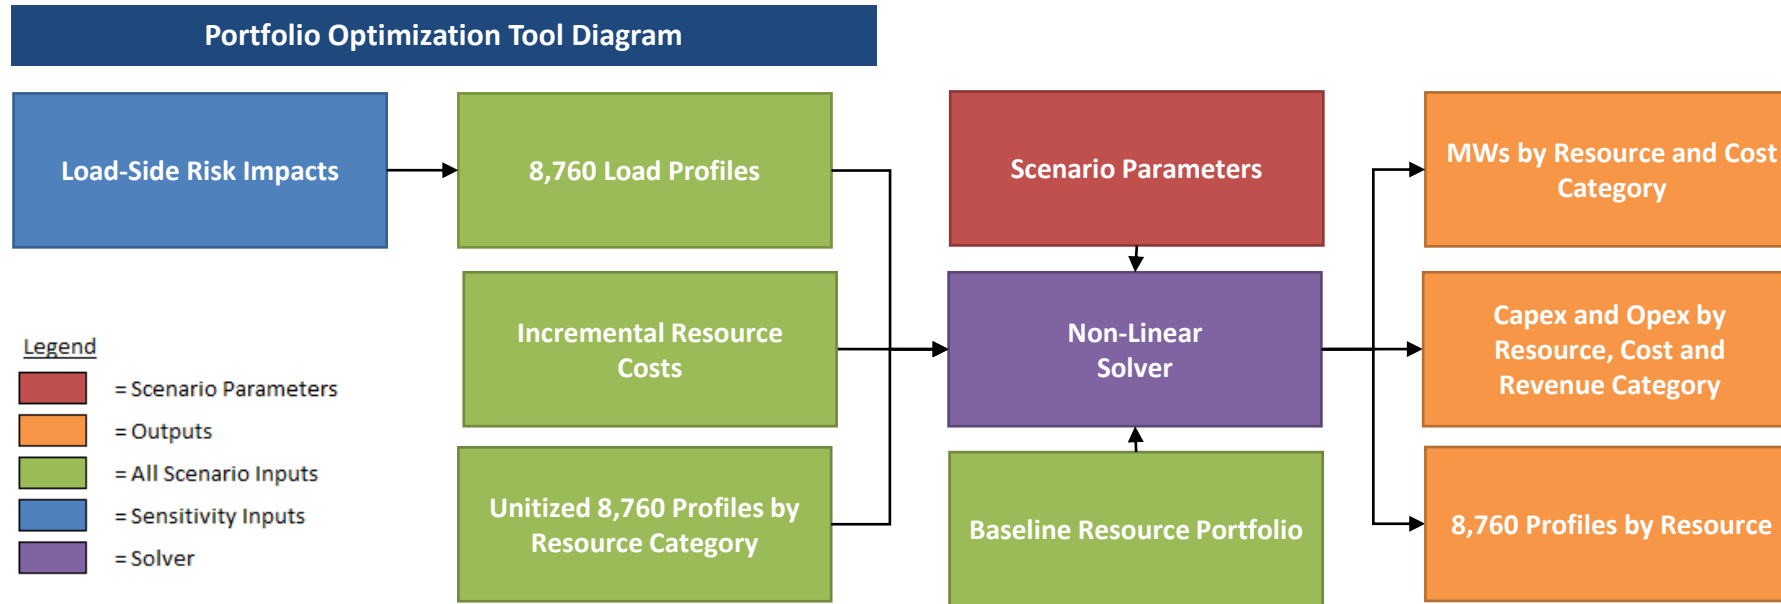 Portfolio Optimization Tool Diagram
Load-Side Risk Impacts
8,760 Load Profiles
Scenario Parameters
MWs by Resource and Cost
Category
Incremental Resource
Costs
Non-Linear
Solver
Capex and Opex by
Resource, Cost and
Revenue Category
Unitized 8,760 Profiles by
Resource Category
Baseline Resource Portfolio
8,760 Profiles by Resource
Legend
= Scenario Parameters
= Outputs
= All Scenario Inputs
= Sensitivity Inputs
= Solver